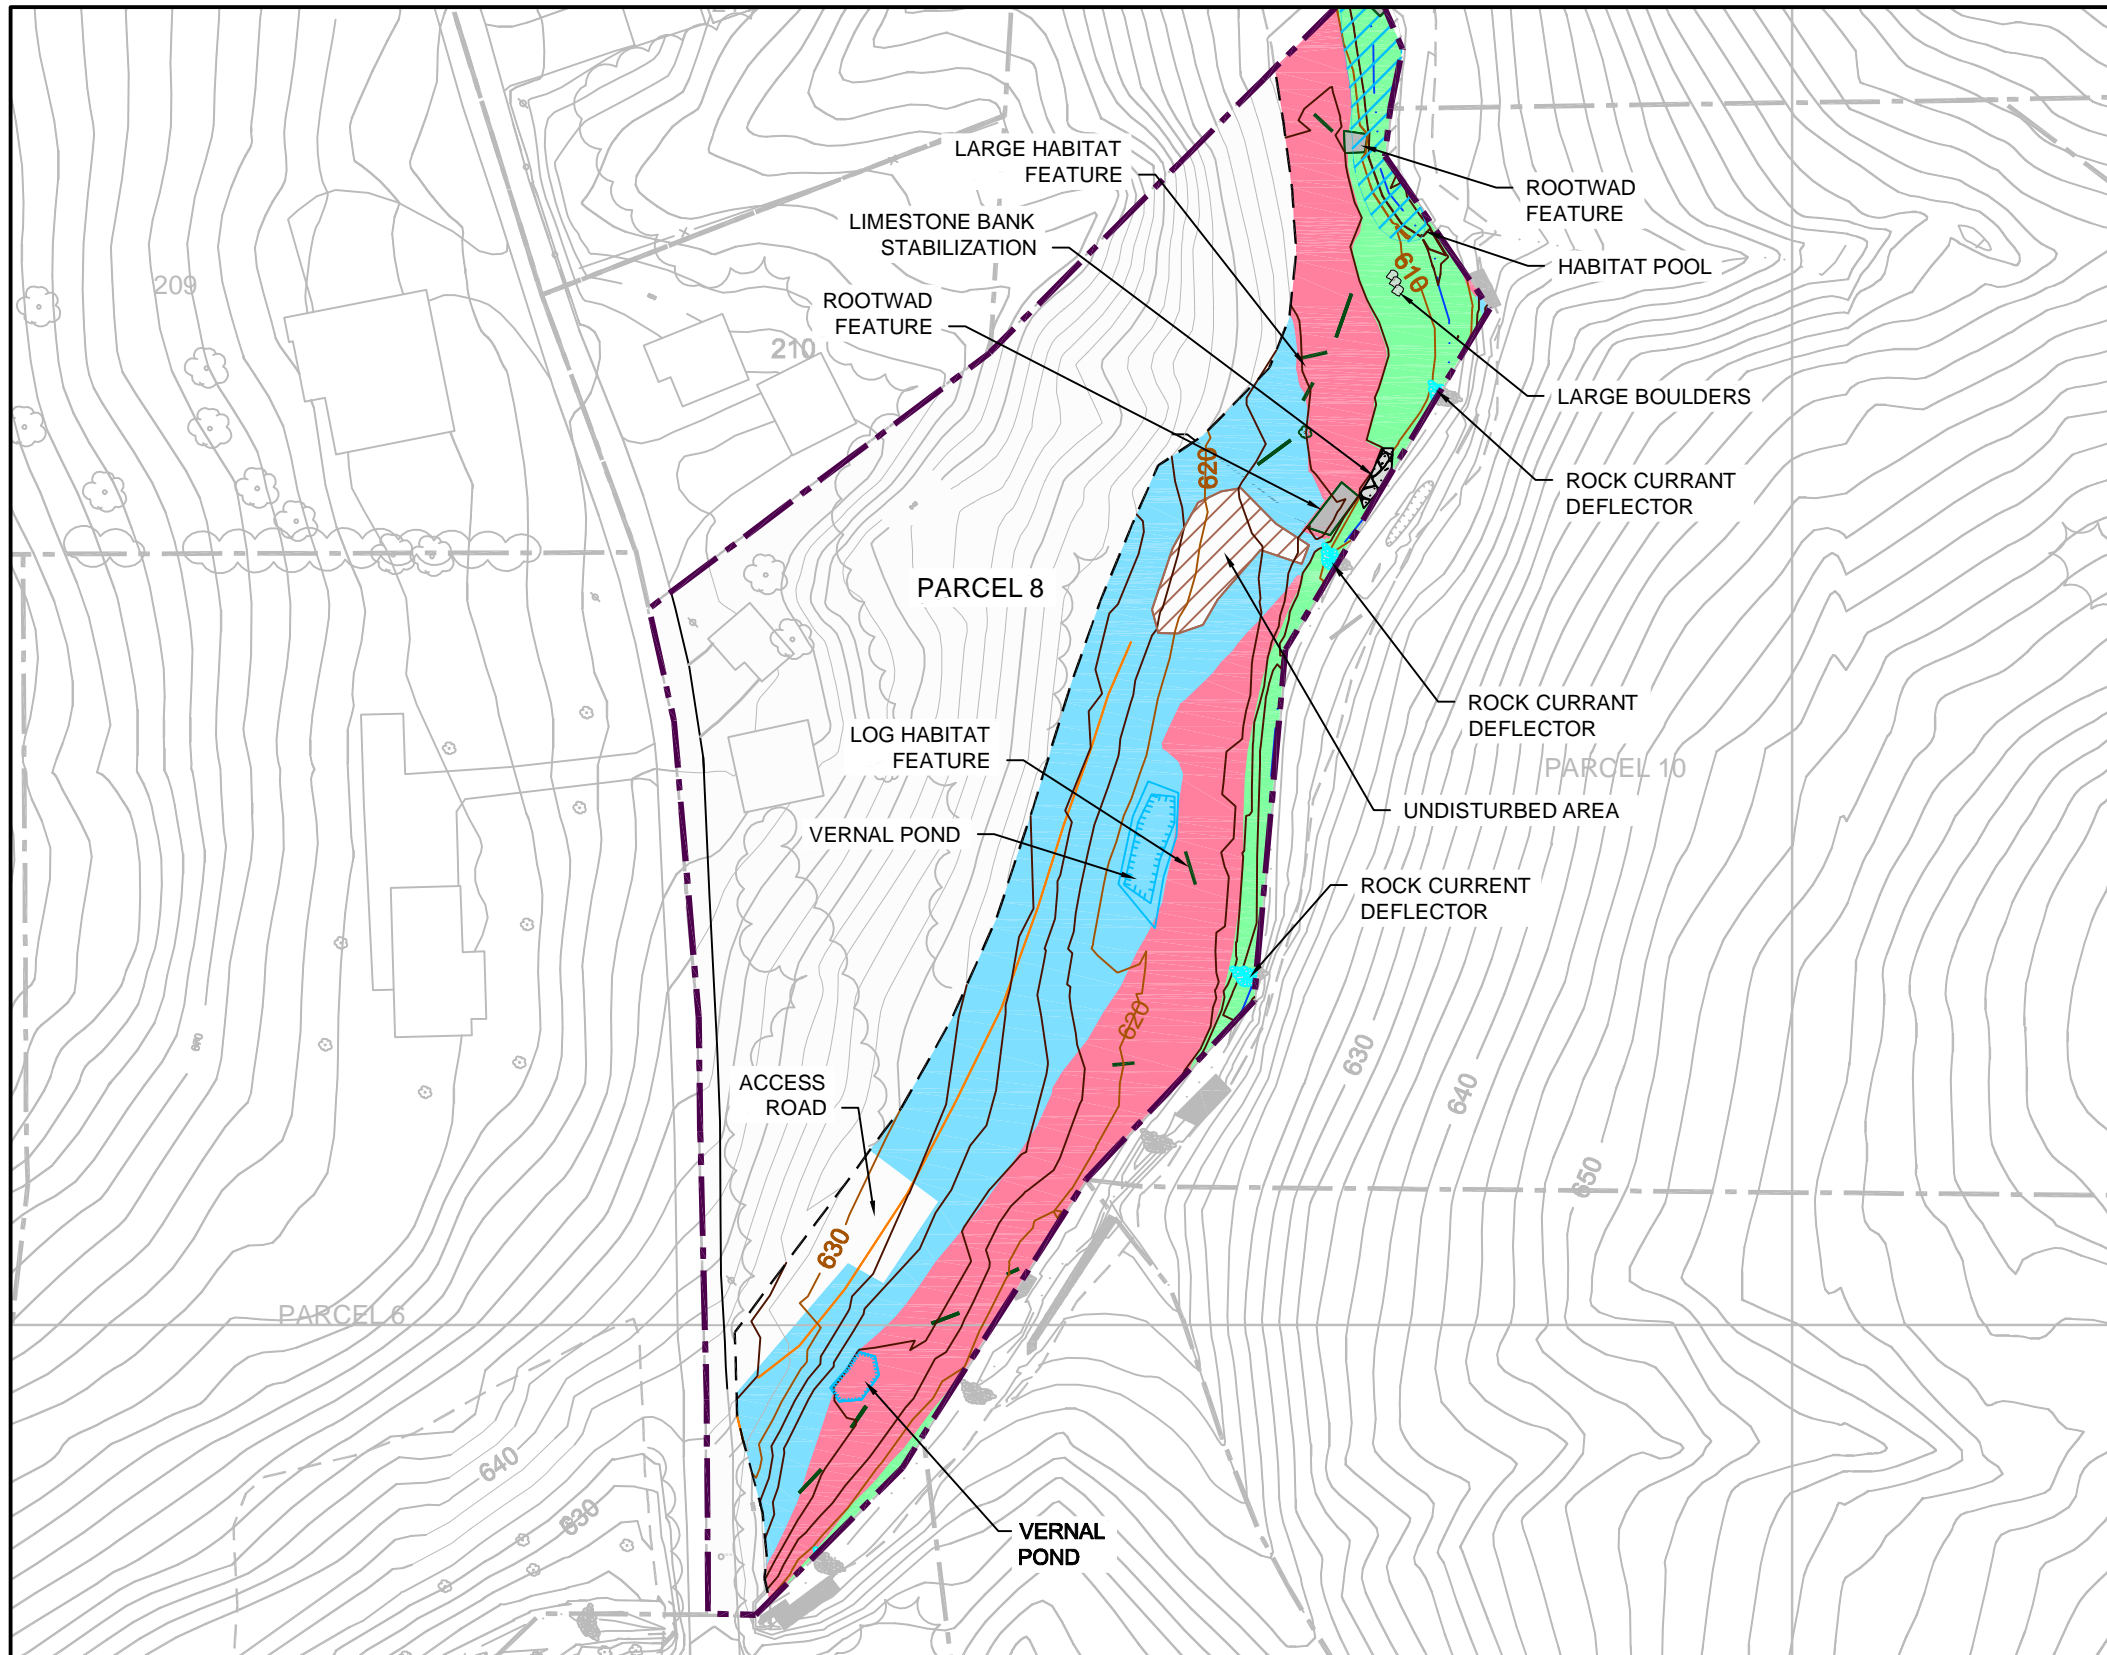 LARGE HABITAT
FEATURE
LIMESTONE BANK
STABILIZATION
ROOTWAD
FEATURE
ROOTWAD
FEATURE
HABITAT POOL
610
209
210
LARGE BOULDERS
620
ROCK CURRANT
DEFLECTOR
PARCEL 8
ROCK CURRANT
DEFLECTOR
LOG HABITAT
FEATURE
PARCEL 10
UNDISTURBED AREA
VERNAL POND
ROCK CURRENT
DEFLECTOR
620
630
640
650
ACCESS
ROAD
630
PARCEL 6
640
630
VERNAL
POND